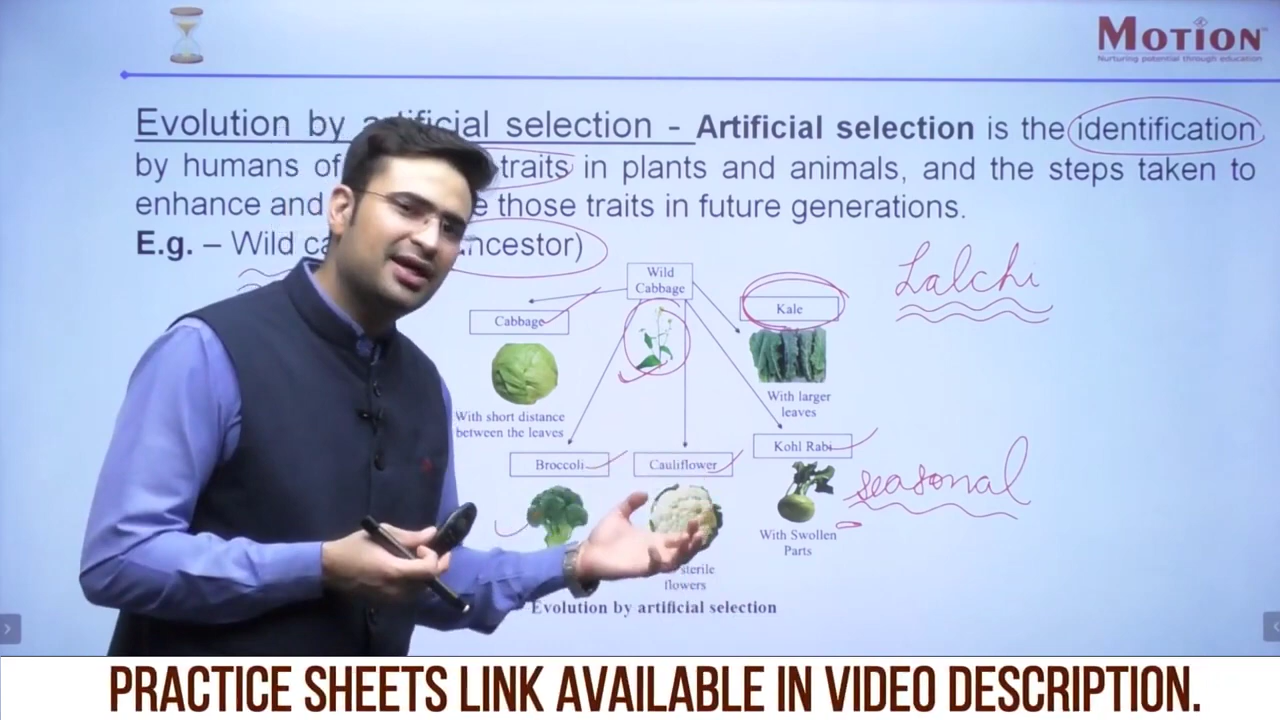 MOTION
Nurturing potential through education
Evolution by artificial selection - Artificial selection is the identification
by humans of traits in plants and animals, and the steps taken to
enhance and those traits in future generations.
E.g. – Wild
ncestor)
Lalchi
Wild
Cabbage
Cabbage
Kale
With short distance
between the leaves
With larger
leaves
Broccoli
Cauliflower
Kohl Rabi
seasonal
With Swollen
Parts
sterile
flowers
Evolution by artificial selection
PRACTICE SHEETS LINK AVAILABLE IN VIDEO DESCRIPTION.